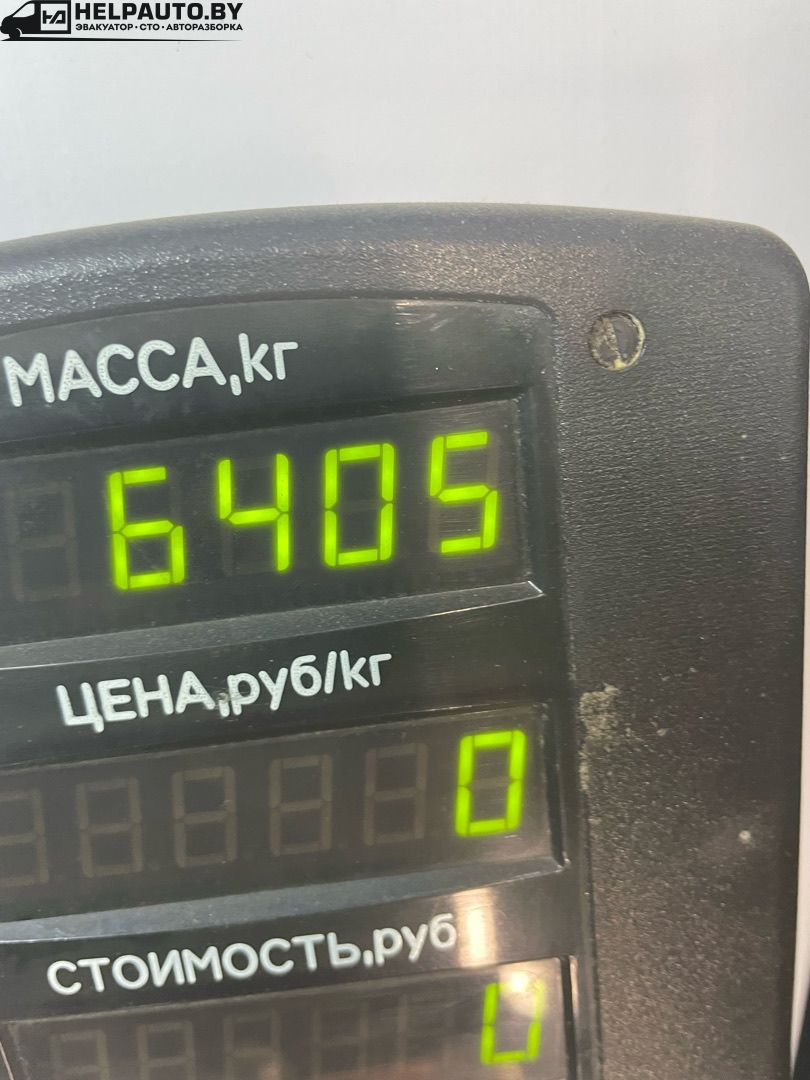 HELPAUTO.BY
ЭВАКУАТОР • СТО • АВТОРАЗБОРКА
МАССА,кг
6405
ЦЕНА,руб/кг
0
СТОИМОСТЬ,руб
0